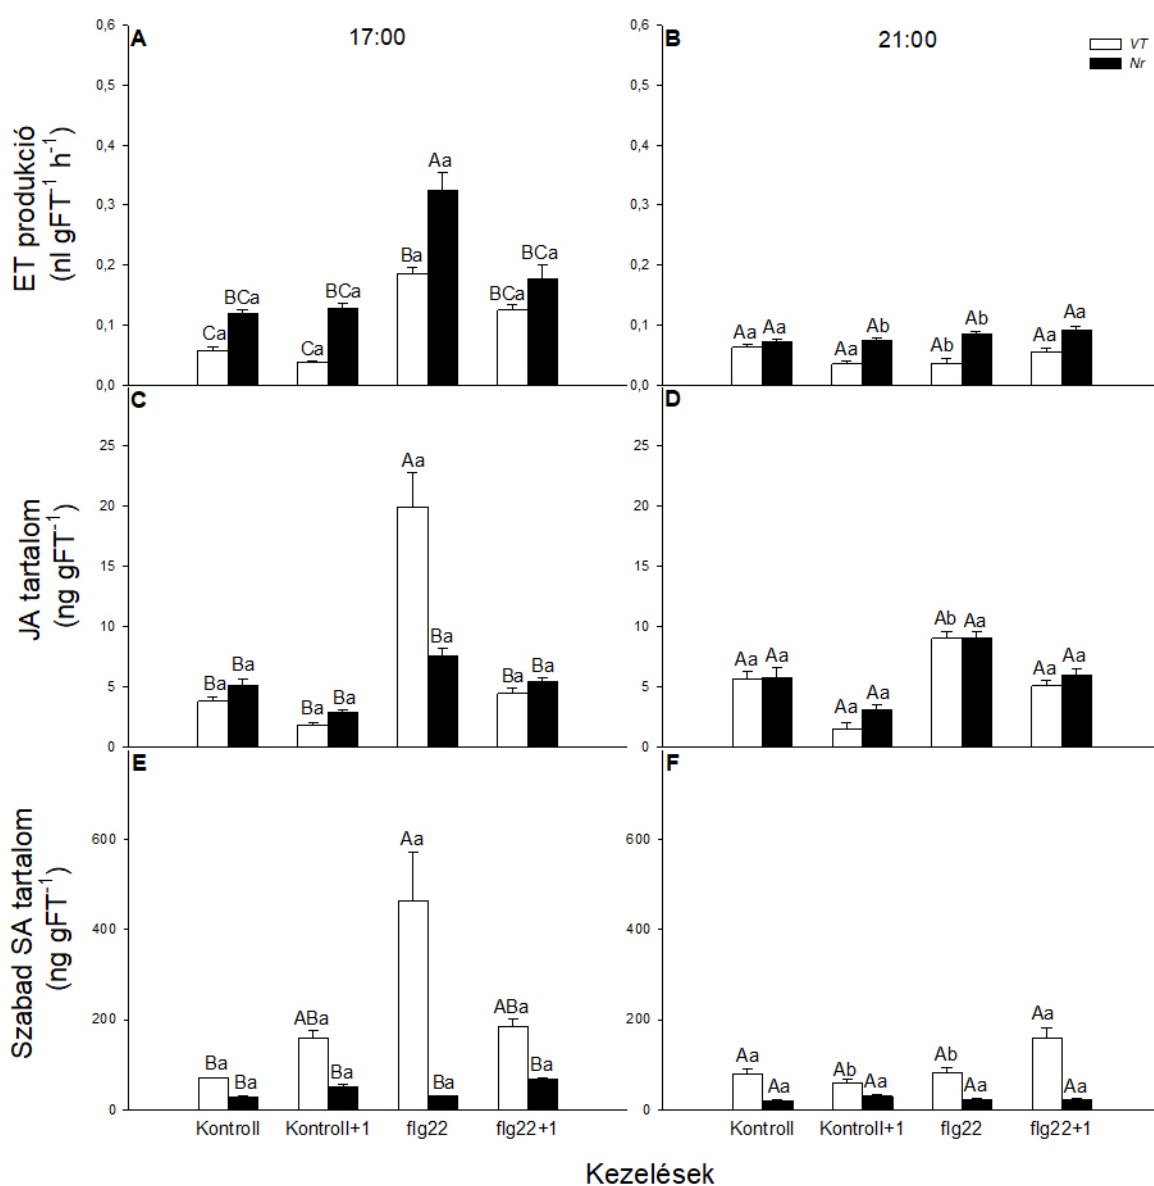 A
17:00
B
21:00
VT
Nr
ET produkció
(nl gFT⁻¹ h⁻¹)
0,6
0,5
0,4
0,3
0,2
0,1
0,0
Ca
BCa
Ca
BCa
Ba
Aa
BCa
BCa
0,6
0,5
0,4
0,3
0,2
0,1
0,0
Aa
Aa
Aa
Ab
Ab
Ab
Aa
Aa
C
JA tartalom
(ng gFT⁻¹)
25
20
15
10
5
0
Ba
Ba
Ba
Ba
Aa
Ba
Ba
Ba
D
25
20
15
10
5
0
Aa
Aa
Aa
Aa
Ab
Aa
Aa
Aa
E
Szabad SA tartalom
(ng gFT⁻¹)
600
400
200
0
Ba
Ba
ABa
Ba
Aa
Ba
ABa
Ba
F
600
400
200
0
Aa
Aa
Ab
Aa
Ab
Aa
Aa
Aa
Kontroll
Kontroll+1
flg22
flg22+1
Kontroll
Kontroll+1
flg22
flg22+1
Kezelések